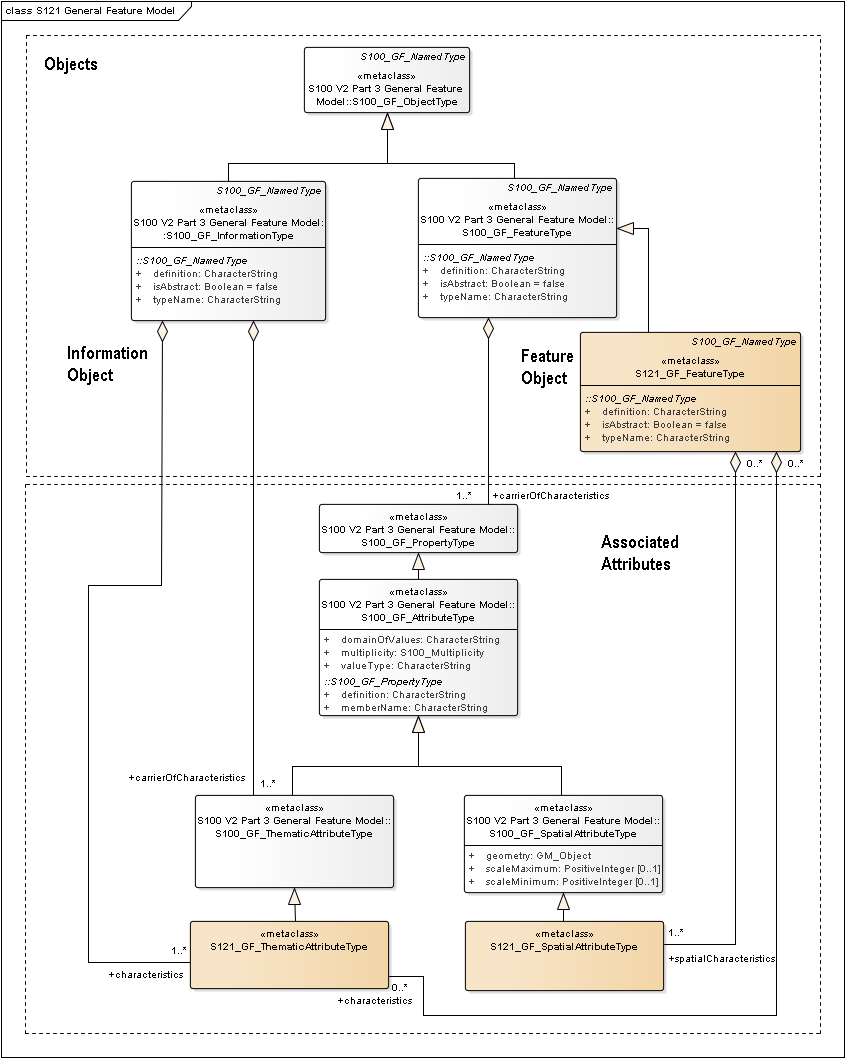 class S121 General Feature Model
Objects
S100_GF_NamedType
«metaclass»
S100 V2 Part 3 General Feature
Model::S100_GF_ObjectType
S100_GF_NamedType
«metaclass»
S100 V2 Part 3 General Feature Model:
:S100_GF_InformationType
::S100_GF_NamedType
+ definition: CharacterString
+ isAbstract: Boolean = false
+ typeName: CharacterString
S100_GF_NamedType
«metaclass»
S100 V2 Part 3 General Feature Model::
S100_GF_FeatureType
::S100_GF_NamedType
+ definition: CharacterString
+ isAbstract: Boolean = false
+ typeName: CharacterString
Information
Object
Feature
Object
S100_GF_NamedType
«metaclass»
S121_GF_FeatureType
::S100_GF_NamedType
+ definition: CharacterString
+ isAbstract: Boolean = false
+ typeName: CharacterString
0..* 0..*
1..* +carrierOfCharacteristics
Associated
Attributes
«metaclass»
S100 V2 Part 3 General Feature Model::
S100_GF_PropertyType
«metaclass»
S100 V2 Part 3 General Feature Model::
S100_GF_AttributeType
+ domainOfValues: CharacterString
+ multiplicity: S100_Multiplicity
+ valueType: CharacterString
::S100_GF_PropertyType
+ definition: CharacterString
+ memberName: CharacterString
+carrierOfCharacteristics 1..*
«metaclass»
S100 V2 Part 3 General Feature Model::
S100_GF_ThematicAttributeType
«metaclass»
S100 V2 Part 3 General Feature Model::
S100_GF_SpatialAttributeType
+ geometry: GM_Object
+ scaleMaximum: PositiveInteger [0..1]
+ scaleMinimum: PositiveInteger [0..1]
«metaclass»
S121_GF_ThematicAttributeType
1..*
+characteristics
0..*
+characteristics
«metaclass»
S121_GF_SpatialAttributeType
1..*
+spatialCharacteristics